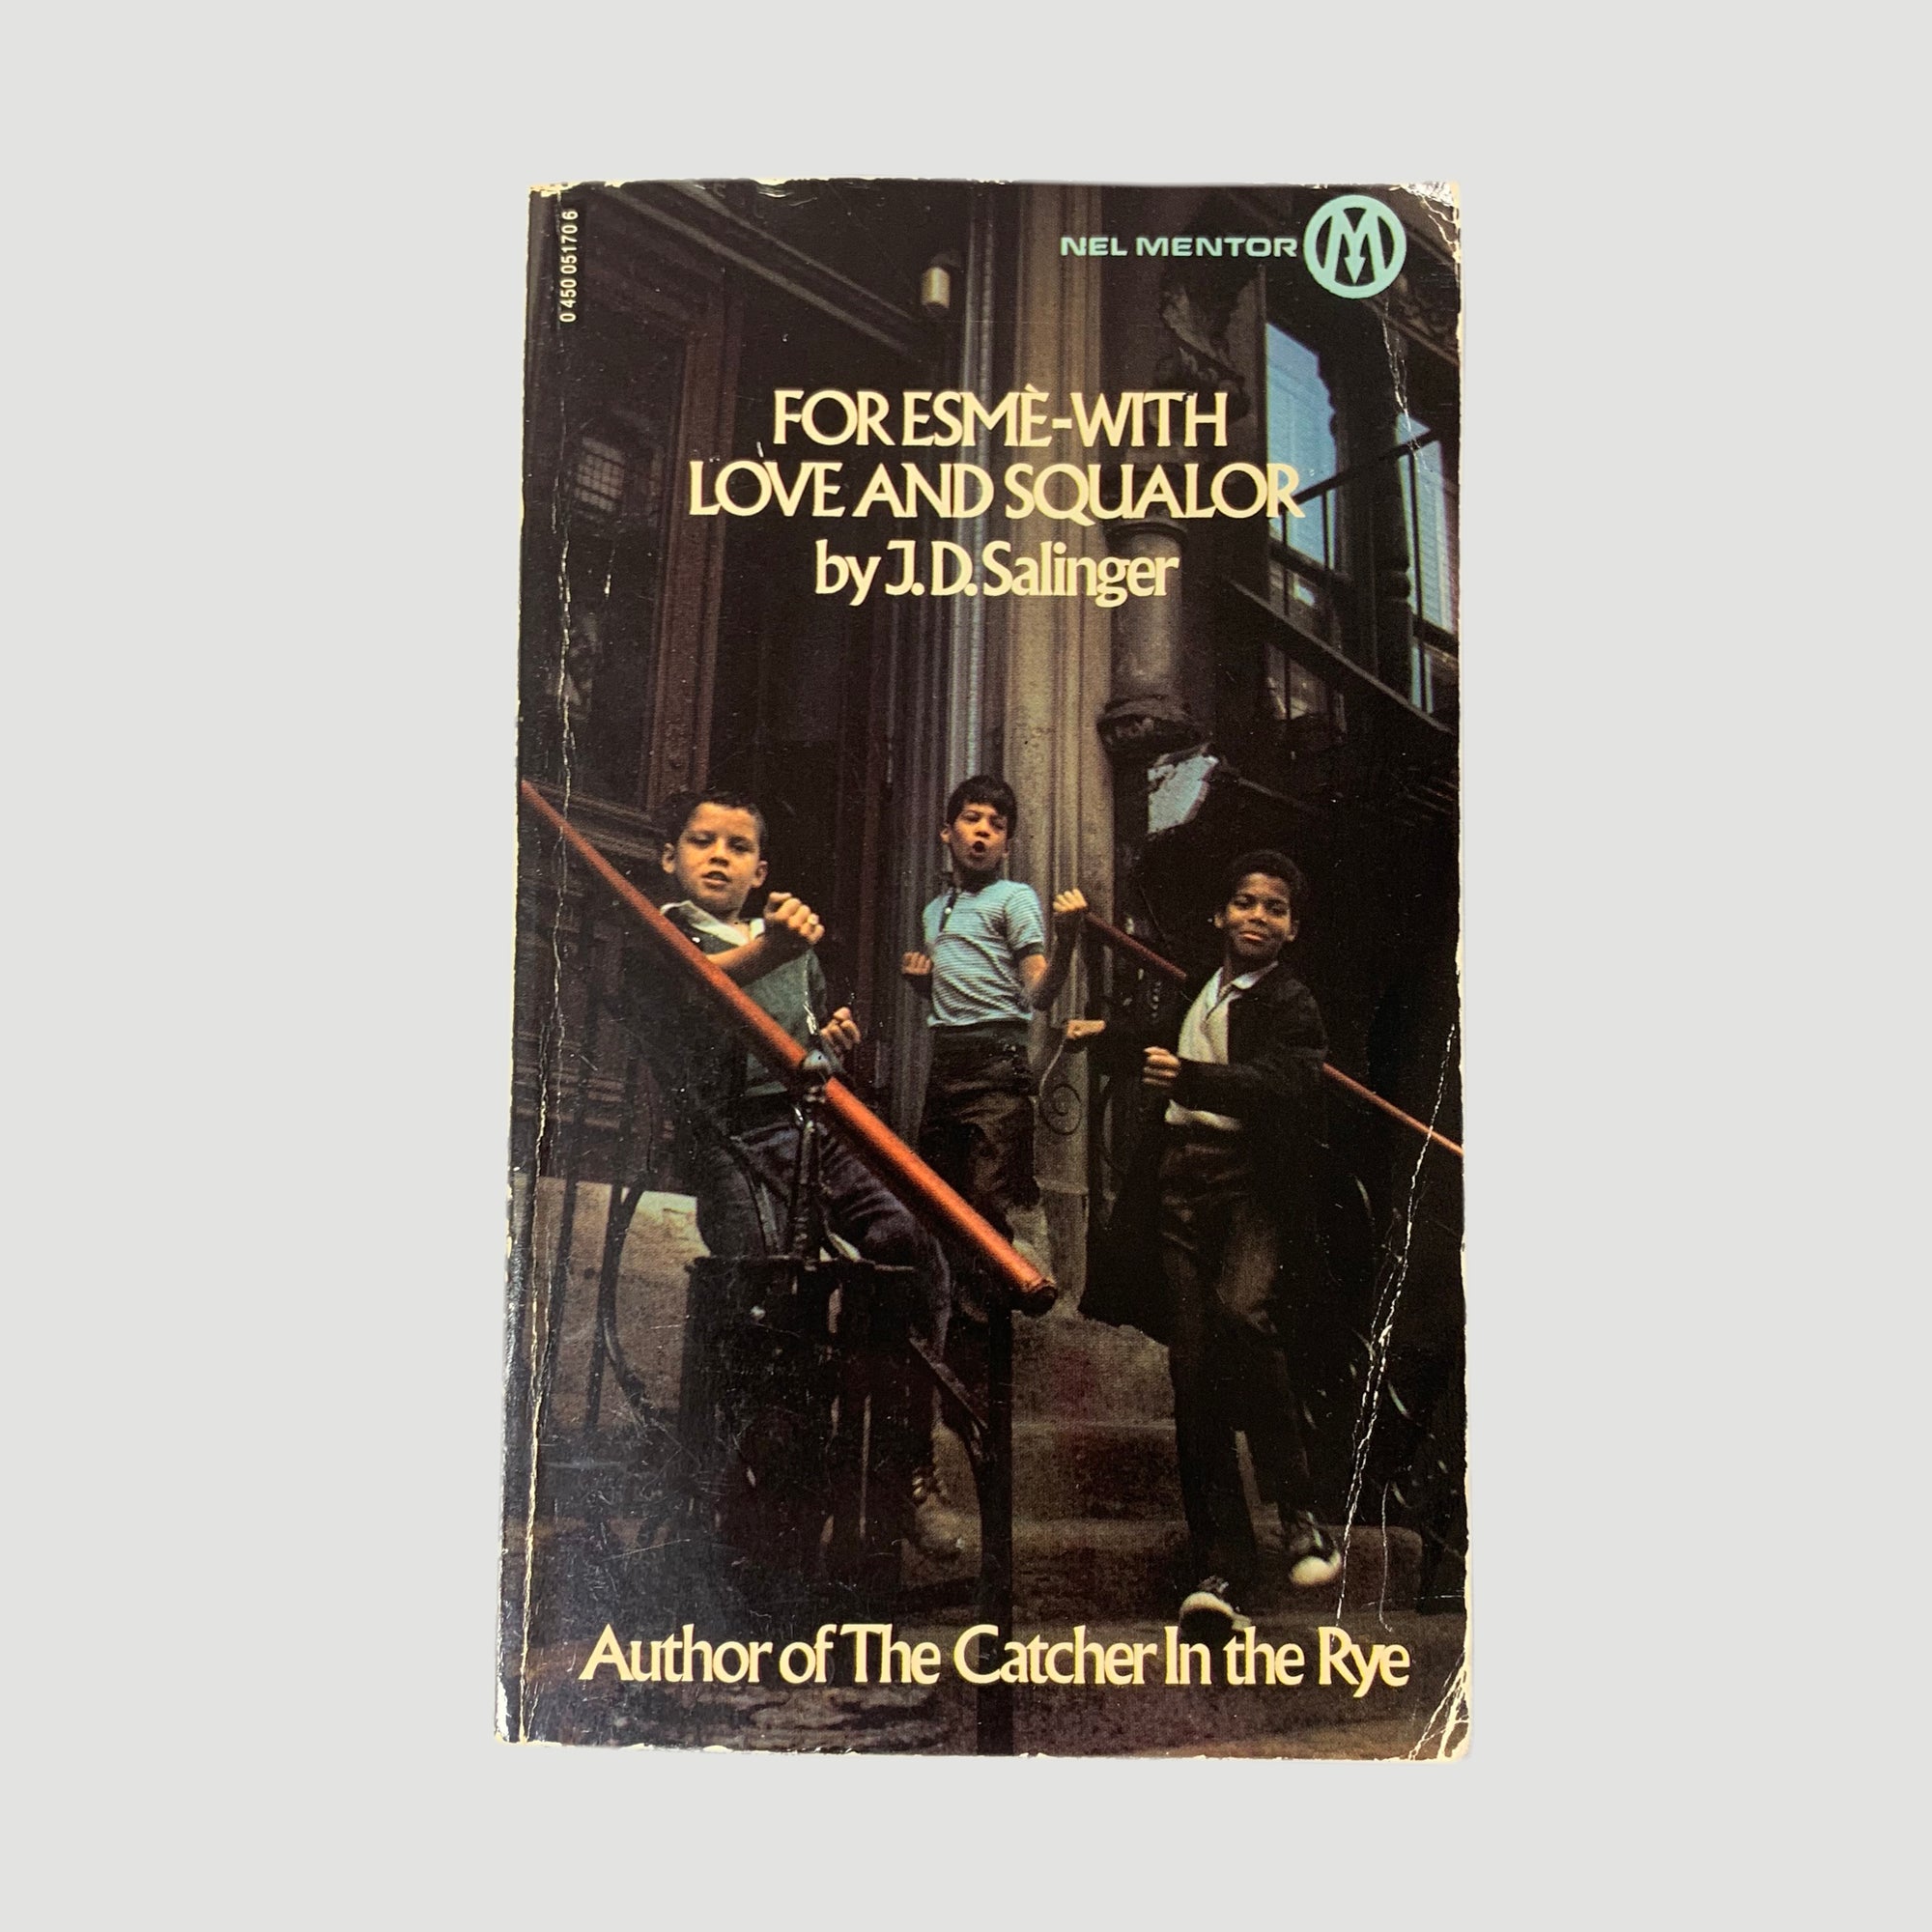 0 450 05170 6
NEL MENTOR
FOR ESMÈ-WITH
LOVE AND SQUALOR
by J.D.Salinger
Author of The Catcher In the Rye